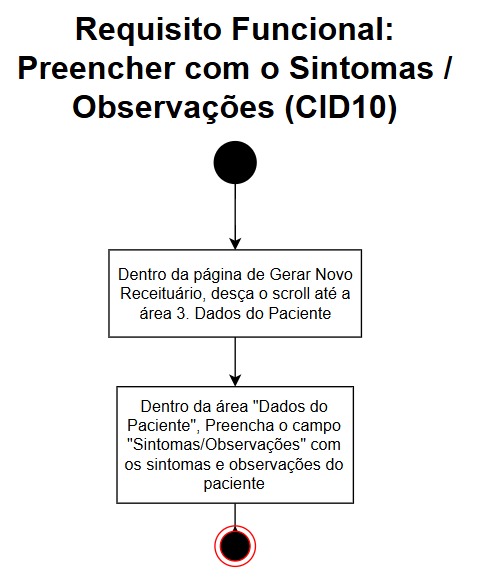 Requisito Funcional:
Preencher com o Sintomas /
Observações (CID10)
Dentro da página de Gerar Novo
Receituário, desça o scroll até a
área 3. Dados do Paciente
Dentro da área "Dados do
Paciente", Preencha o campo
"Sintomas/Observações" com
os sintomas e observações do
paciente